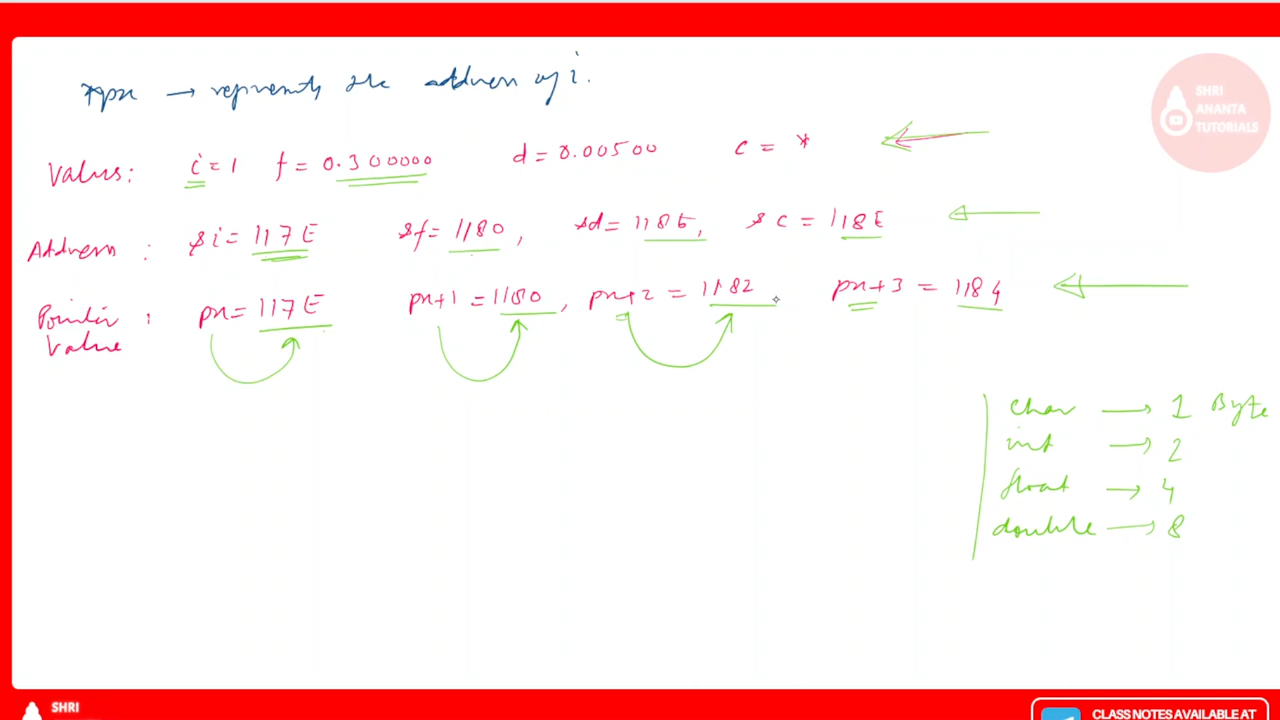 *px → represents the address of i.
Values: i=1 f = 0.300000 d = 0.00500 c = *
Address : &i = 117E &f = 1180 , &d = 1186, &c = 118E
Pointer Value : px = 117E px+1 = 1180 , px+2 = 1182 , px+3 = 1184
char → 1 Byte
int → 2
float → 4
double → 8
SHRI
ANANTA
TUTORIALS
SHRI
CLASS NOTES AVAILABLE AT